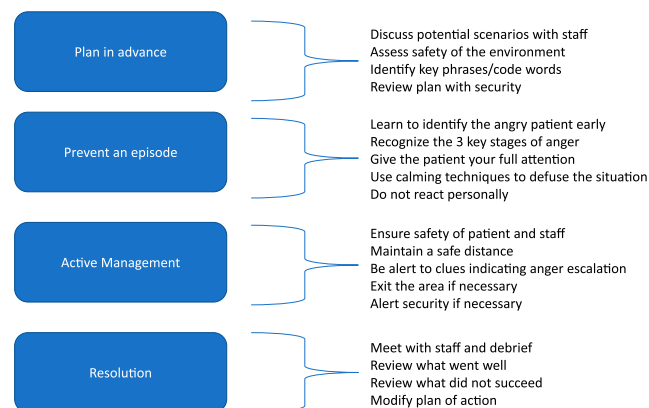 Plan in advance
Discuss potential scenarios with staff
Assess safety of the environment
Identify key phrases/code words
Review plan with security
Prevent an episode
Learn to identify the angry patient early
Recognize the 3 key stages of anger
Give the patient your full attention
Use calming techniques to defuse the situation
Do not react personally
Active Management
Ensure safety of patient and staff
Maintain a safe distance
Be alert to clues indicating anger escalation
Exit the area if necessary
Alert security if necessary
Resolution
Meet with staff and debrief
Review what went well
Review what did not succeed
Modify plan of action